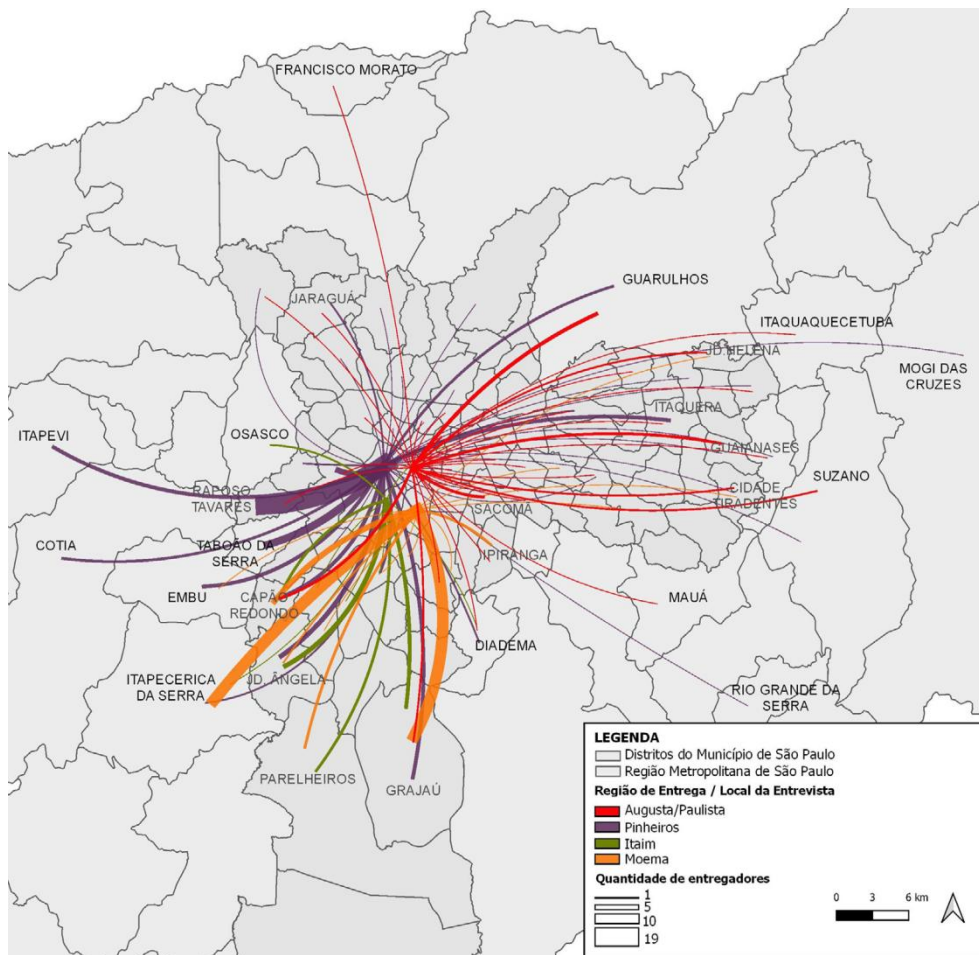 FRANCISCO MORATO
GUARULHOS
JARAGUÁ
ITAQUAQUECETUBA
JD.HELENA
MOGI DAS
CRUZES
ITAQUERA
ITAPEVI
OSASCO
GUAIANASES
SUZANO
RAPOSO
TAVARES
CIDADE
TIRADENTES
SACOMÃ
COTIA
TABOÃO DA
SERRA
IPIRANGA
EMBU
CAPÃO
REDONDO
MAUÁ
DIADEMA
ITAPECERICA
DA SERRA
JD. ÂNGELA
RIO GRANDE DA
SERRA
PARELHEIROS
GRAJAÚ
LEGENDA
Distritos do Município de São Paulo
Região Metropolitana de São Paulo
Região de Entrega / Local da Entrevista
Augusta/Paulista
Pinheiros
Itaim
Moema
Quantidade de entregadores
1
5
10
19
0 3 6 km